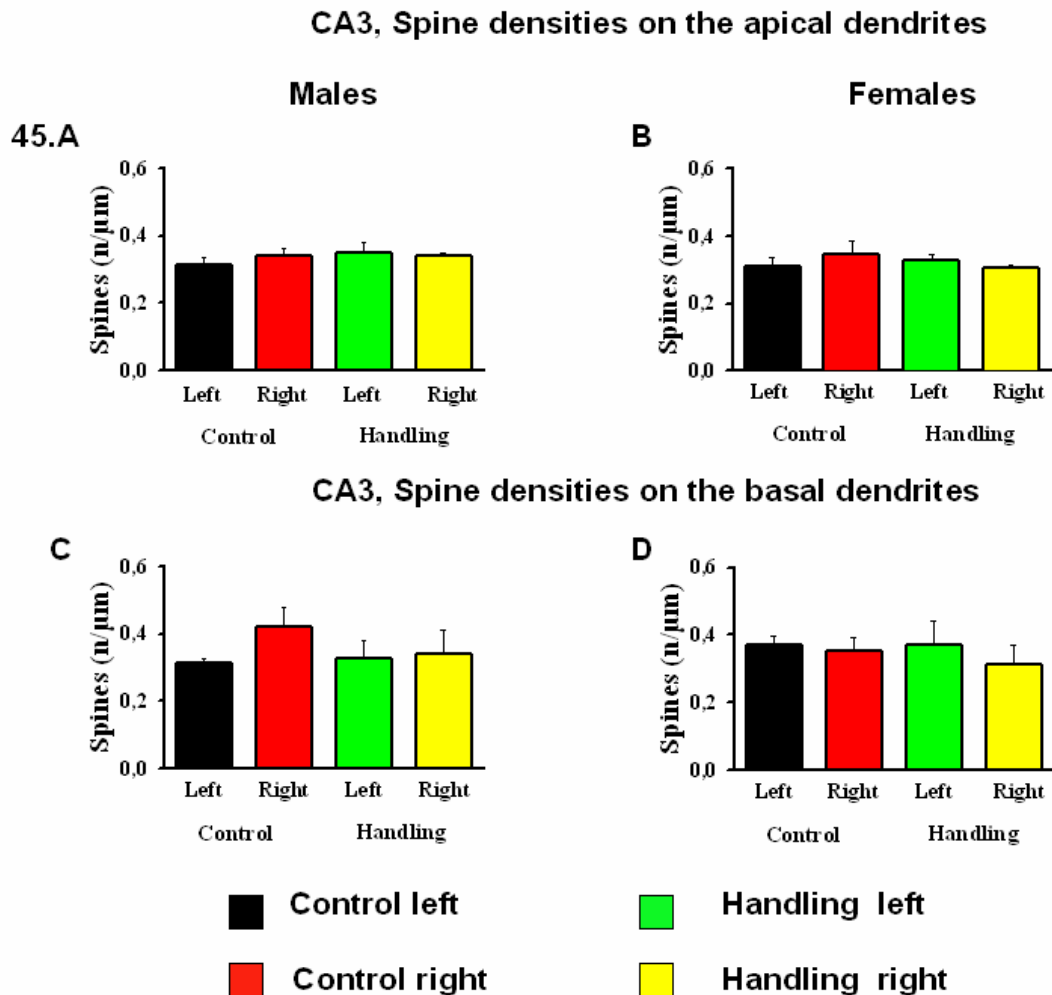 CA3, Spine densities on the apical dendrites
Males
Females
45.A
B
0,6
0,4
0,2
0,0
Spines (n/µm)
Left Right Left Right
Control Handling
0,6
0,4
0,2
0,0
Spines (n/µm)
Left Right Left Right
Control Handling
CA3, Spine densities on the basal dendrites
C
D
0,6
0,4
0,2
0,0
Spines (n/µm)
Left Right Left Right
Control Handling
0,6
0,4
0,2
0,0
Spines (n/µm)
Left Right Left Right
Control Handling
Control left
Handling left
Control right
Handling right